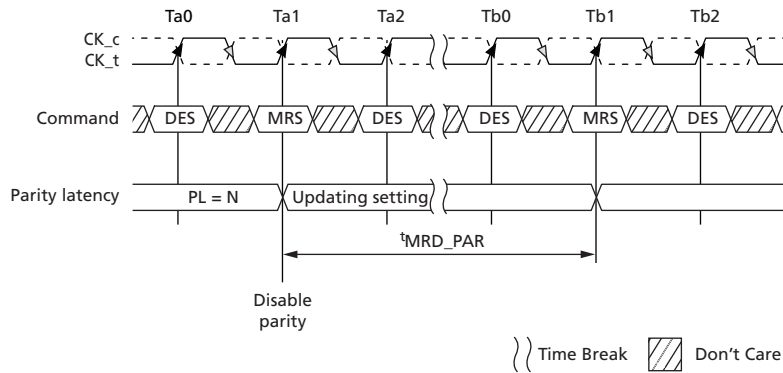 Ta0 Ta1 Ta2 Tb0 Tb1 Tb2
CK_c
CK_t
Command DES MRS DES DES MRS DES
Parity latency PL = N Updating setting
tMRD_PAR
Disable
parity
Time Break Don't Care